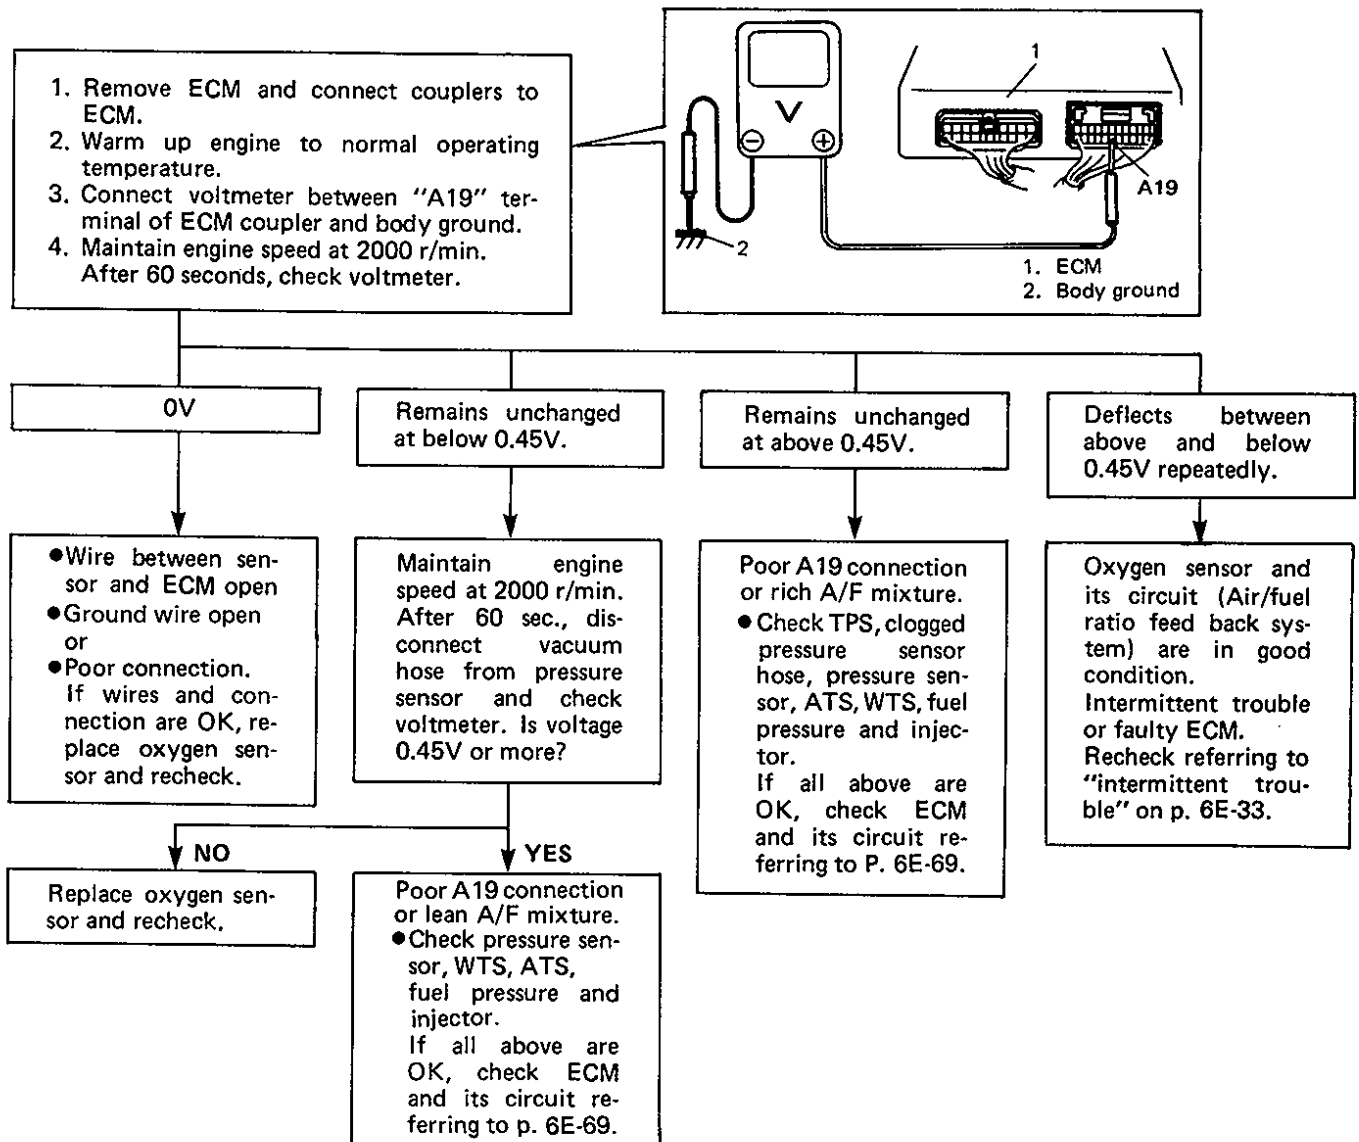 1. Remove ECM and connect couplers to
ECM.
2. Warm up engine to normal operating
temperature.
3. Connect voltmeter between "A19" ter-
minal of ECM coupler and body ground.
4. Maintain engine speed at 2000 r/min.
After 60 seconds, check voltmeter.
V
1
A19
2
1. ECM
2. Body ground
0V
Remains unchanged
at below 0.45V.
Remains unchanged
at above 0.45V.
Deflects between
above and below
0.45V repeatedly.
●Wire between sen-
sor and ECM open
●Ground wire open
or
●Poor connection.
If wires and con-
nection are OK, re-
place oxygen sen-
sor and recheck.
Maintain engine
speed at 2000 r/min.
After 60 sec., dis-
connect vacuum
hose from pressure
sensor and check
voltmeter. Is voltage
0.45V or more?
Poor A19 connection
or rich A/F mixture.
●Check TPS, clogged
pressure sensor
hose, pressure sen-
sor, ATS, WTS, fuel
pressure and injec-
tor.
If all above are
OK, check ECM
and its circuit re-
ferring to P. 6E-69.
Oxygen sensor and
its circuit (Air/fuel
ratio feed back sys-
tem) are in good
condition.
Intermittent trouble
or faulty ECM.
Recheck referring to
"intermittent trou-
ble" on p. 6E-33.
NO
YES
Replace oxygen sen-
sor and recheck.
Poor A19 connection
or lean A/F mixture.
●Check pressure sen-
sor, WTS, ATS,
fuel pressure and
injector.
If all above are
OK, check ECM
and its circuit re-
ferring to p. 6E-69.